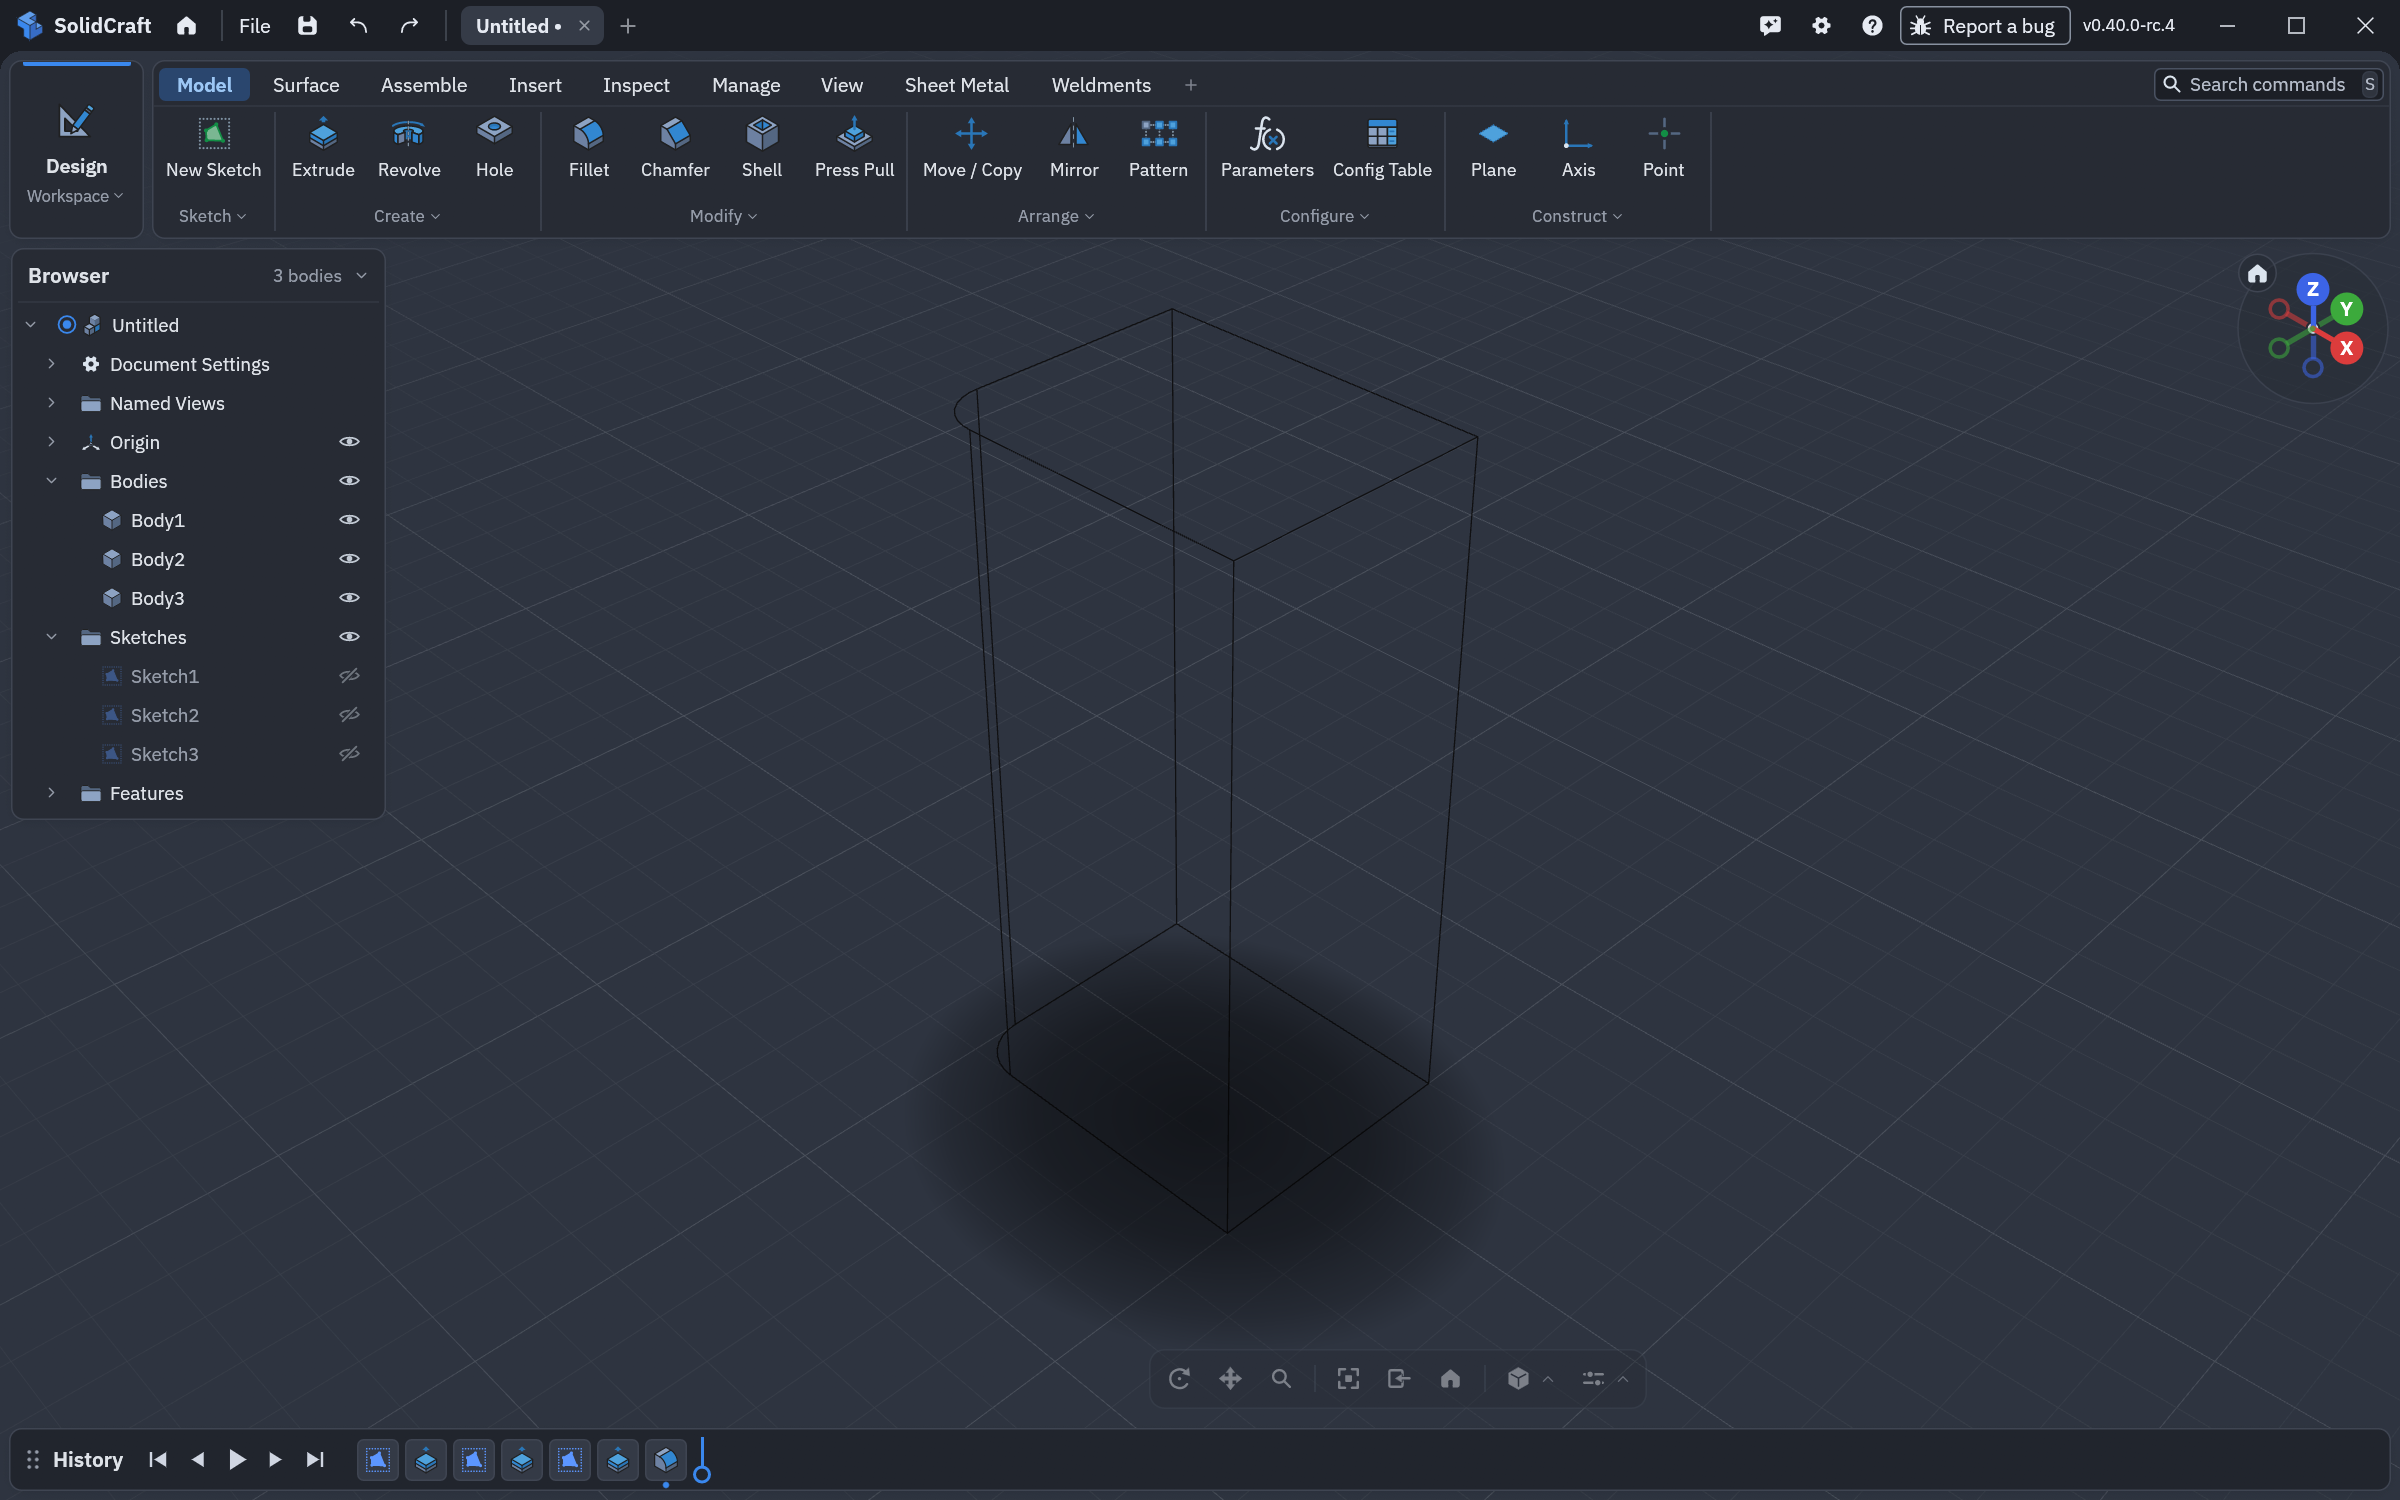 SolidCraft File Untitled • Report a bug v0.40.0-rc.4
Model Surface Assemble Insert Inspect Manage View Sheet Metal Weldments Search commands S
Design
Workspace
New Sketch Extrude Revolve Hole Fillet Chamfer Shell Press Pull Move / Copy Mirror Pattern Parameters Config Table Plane Axis Point
Sketch Create Modify Arrange Configure Construct
Browser 3 bodies
Untitled
Document Settings
Named Views
Origin
Bodies
Body1
Body2
Body3
Sketches
Sketch1
Sketch2
Sketch3
Features
Z
Y
X
History